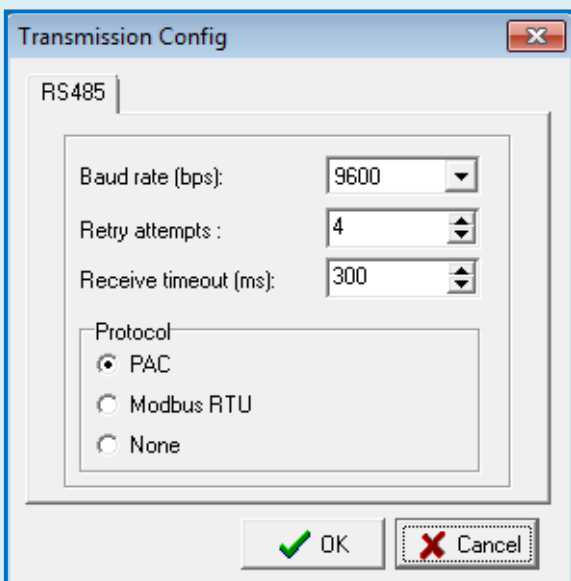 Transmission Config
RS485
Baud rate (bps): 9600
Retry attempts : 4
Receive timeout (ms): 300
Protocol
PAC
Modbus RTU
None
OK Cancel